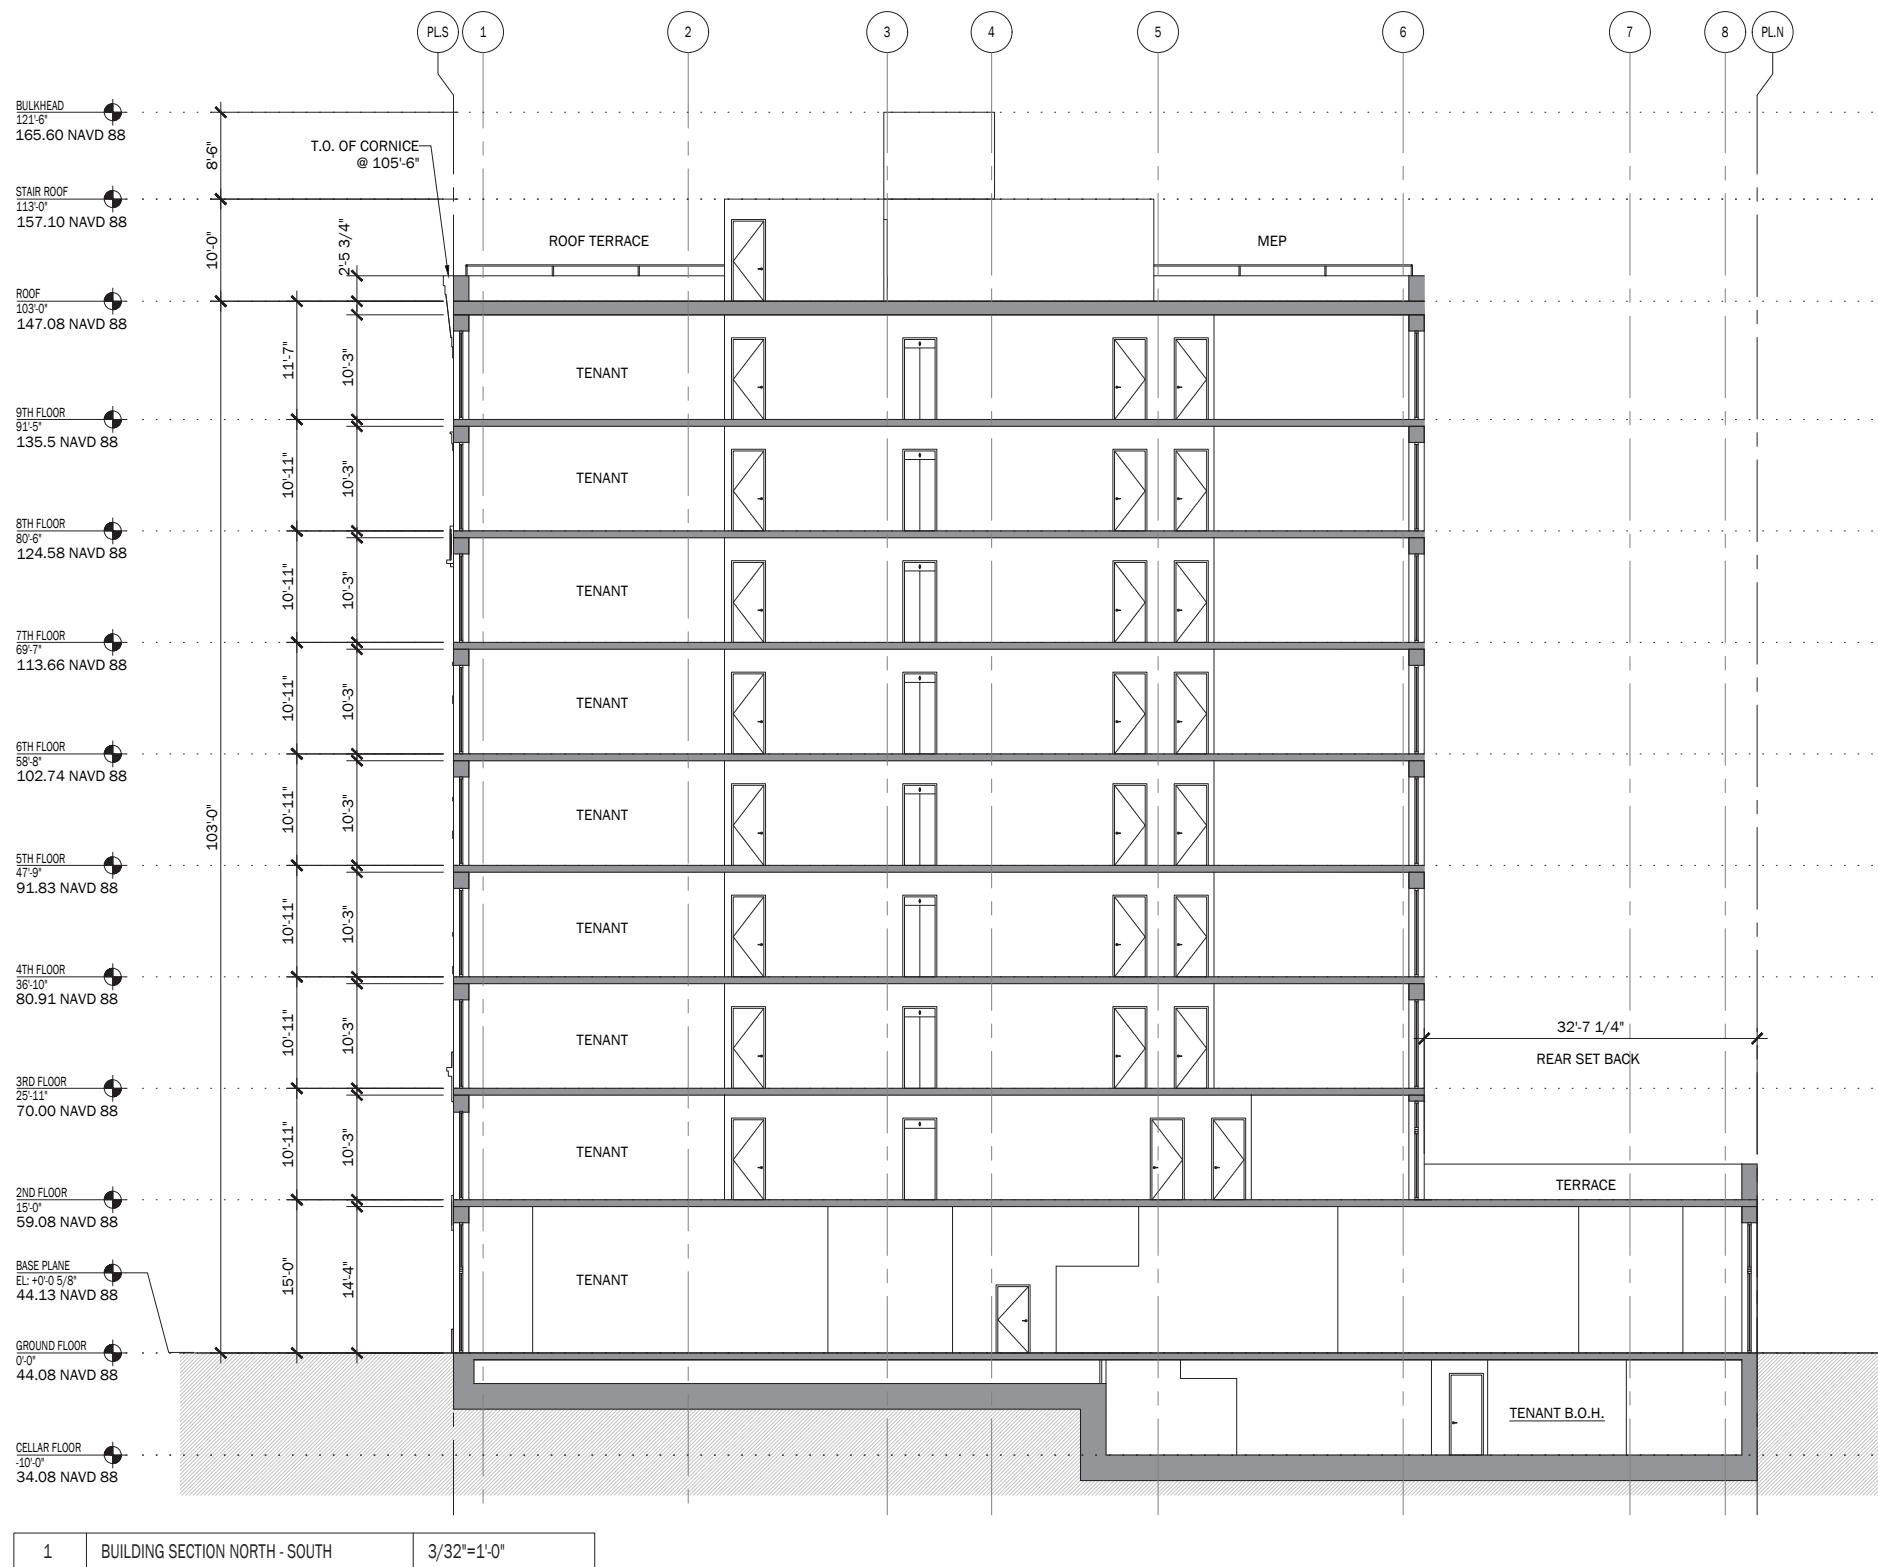 PL.S
1
2
3
4
5
6
7
8
PL.N
BULKHEAD
121'-6"
165.60 NAVD 88
8'-6"
T.O. OF CORNICE
@ 105'-6"
STAIR ROOF
113'-0"
157.10 NAVD 88
10'-0"
2'-5 3/4"
ROOF TERRACE
MEP
ROOF
103'-0"
147.08 NAVD 88
11'-7"
10'-3"
TENANT
9TH FLOOR
91'-5"
135.5 NAVD 88
10'-11"
10'-3"
TENANT
8TH FLOOR
80'-6"
124.58 NAVD 88
10'-11"
10'-3"
TENANT
7TH FLOOR
69'-7"
113.66 NAVD 88
10'-11"
10'-3"
TENANT
6TH FLOOR
58'-8"
102.74 NAVD 88
103'-0"
10'-11"
10'-3"
TENANT
5TH FLOOR
47'-9"
91.83 NAVD 88
10'-11"
10'-3"
TENANT
4TH FLOOR
36'-10"
80.91 NAVD 88
10'-11"
10'-3"
TENANT
32'-7 1/4"
REAR SET BACK
3RD FLOOR
25'-11"
70.00 NAVD 88
10'-11"
10'-3"
TENANT
TERRACE
2ND FLOOR
15'-0"
59.08 NAVD 88
BASE PLANE
EL: +0'-0 5/8"
44.13 NAVD 88
15'-0"
14'-4"
TENANT
GROUND FLOOR
0'-0"
44.08 NAVD 88
TENANT B.O.H.
CELLAR FLOOR
-10'-0"
34.08 NAVD 88
1
BUILDING SECTION NORTH - SOUTH
3/32"=1'-0"